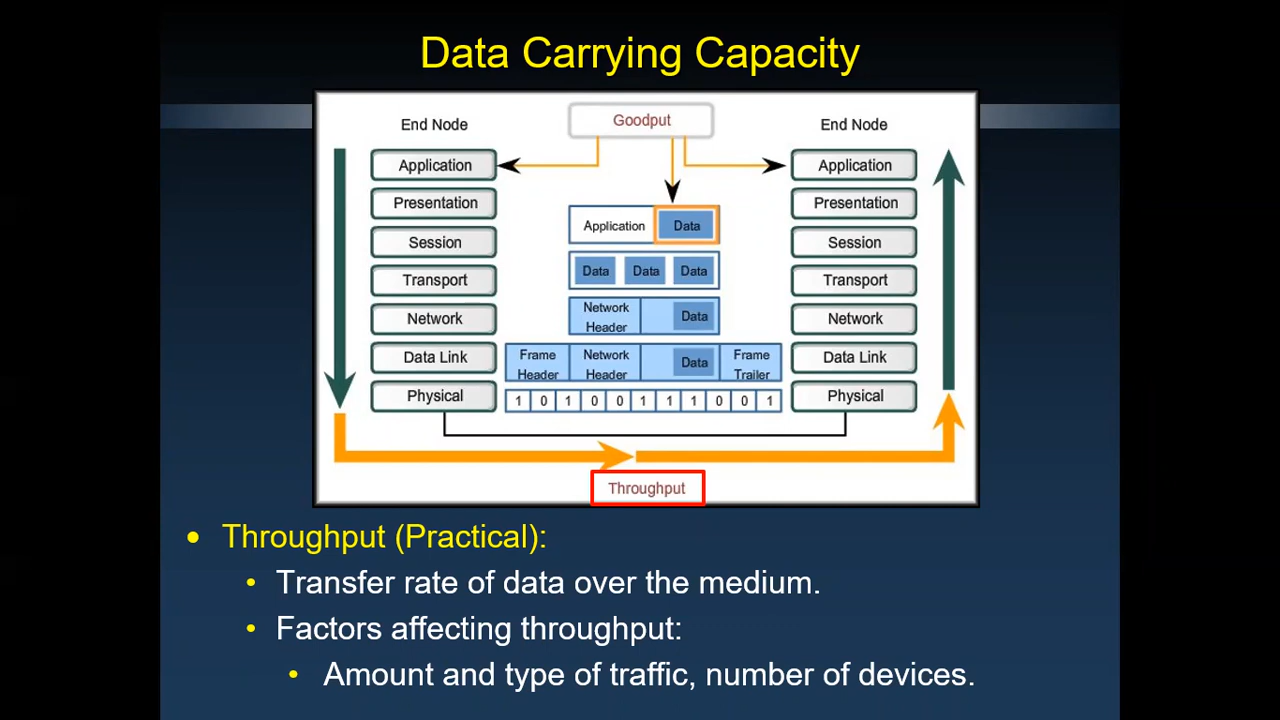 Data Carrying Capacity
End Node
Goodput
End Node
Application
Application
Presentation
Presentation
Application Data
Session
Session
Data Data Data
Transport
Transport
Network Header Data
Network
Network
Frame Header Network Header Data Frame Trailer
Data Link
Data Link
Physical
1 0 1 0 0 1 1 1 0 0 1
Physical
Throughput
• Throughput (Practical):
• Transfer rate of data over the medium.
• Factors affecting throughput:
• Amount and type of traffic, number of devices.